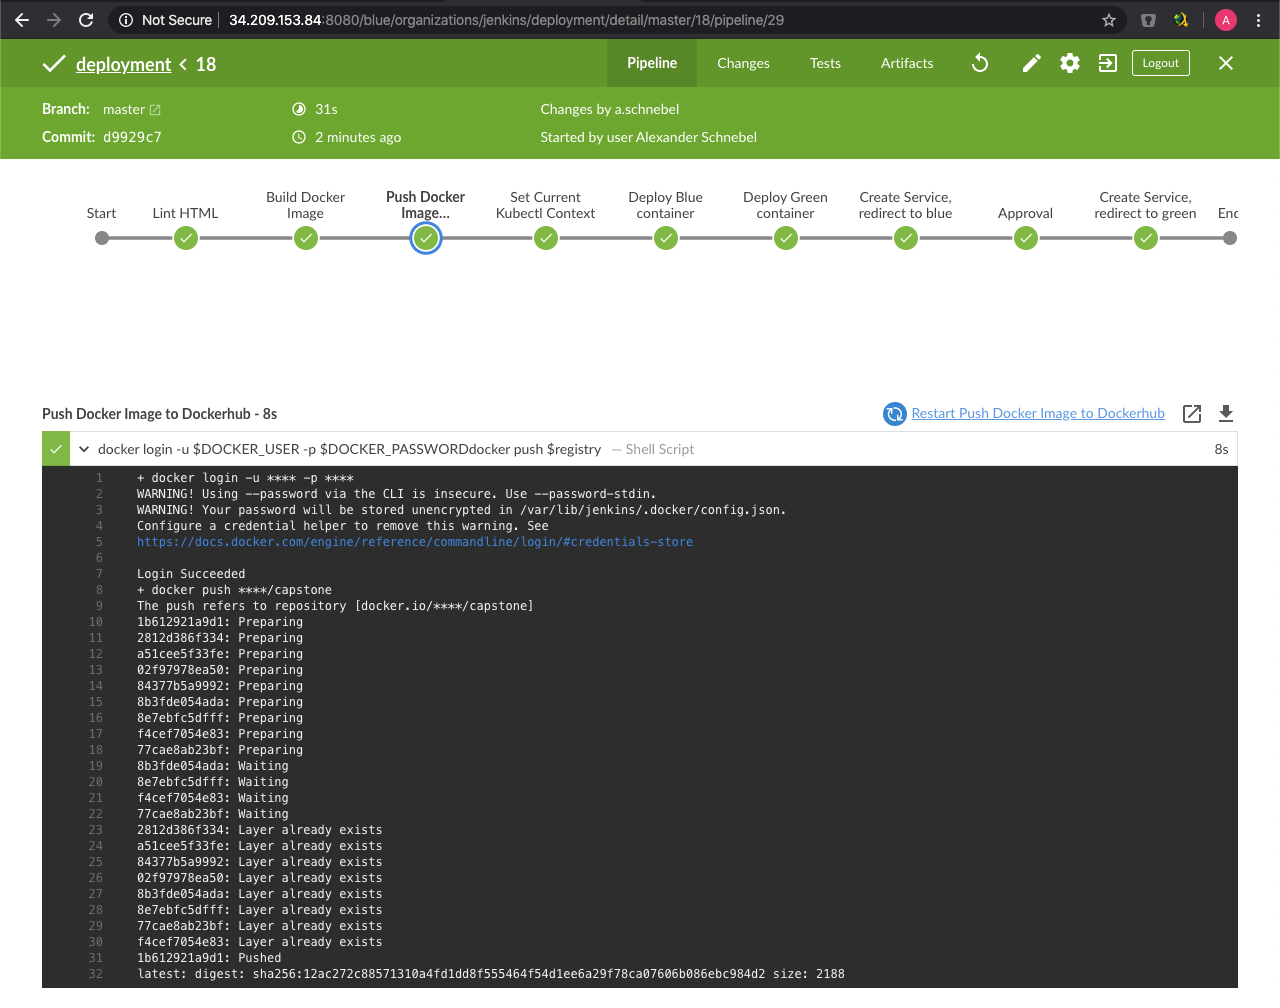 Not Secure 34.209.153.84:8080/blue/organizations/jenkins/deployment/detail/master/18/pipeline/29 A
deployment < 18 Pipeline Changes Tests Artifacts Logout
Branch: master 31s Changes by a.schnebel
Commit: d9929c7 2 minutes ago Started by user Alexander Schnebel
Start
Lint HTML
Build Docker
Image
Push Docker
Image...
Set Current
Kubectl Context
Deploy Blue
container
Deploy Green
container
Create Service,
redirect to blue
Approval
Create Service,
redirect to green
End
Push Docker Image to Dockerhub - 8s Restart Push Docker Image to Dockerhub
docker login -u $DOCKER_USER -p $DOCKER_PASSWORDdocker push $registry — Shell Script 8s
1 + docker login -u **** -p ****
2 WARNING! Using --password via the CLI is insecure. Use --password-stdin.
3 WARNING! Your password will be stored unencrypted in /var/lib/jenkins/.docker/config.json.
4 Configure a credential helper to remove this warning. See
5 https://docs.docker.com/engine/reference/commandline/login/#credentials-store
6
7 Login Succeeded
8 + docker push ****/capstone
9 The push refers to repository [docker.io/****/capstone]
10 1b612921a9d1: Preparing
11 2812d386f334: Preparing
12 a51cee5f33fe: Preparing
13 02f97978ea50: Preparing
14 84377b5a9992: Preparing
15 8b3fde054ada: Preparing
16 8e7ebfc5dfff: Preparing
17 f4cef7054e83: Preparing
18 77cae8ab23bf: Preparing
19 8b3fde054ada: Waiting
20 8e7ebfc5dfff: Waiting
21 f4cef7054e83: Waiting
22 77cae8ab23bf: Waiting
23 2812d386f334: Layer already exists
24 a51cee5f33fe: Layer already exists
25 84377b5a9992: Layer already exists
26 02f97978ea50: Layer already exists
27 8b3fde054ada: Layer already exists
28 8e7ebfc5dfff: Layer already exists
29 77cae8ab23bf: Layer already exists
30 f4cef7054e83: Layer already exists
31 1b612921a9d1: Pushed
32 latest: digest: sha256:12ac272c88571310a4fd1dd8f555464f54d1ee6a29f78ca07606b086ebc984d2 size: 2188